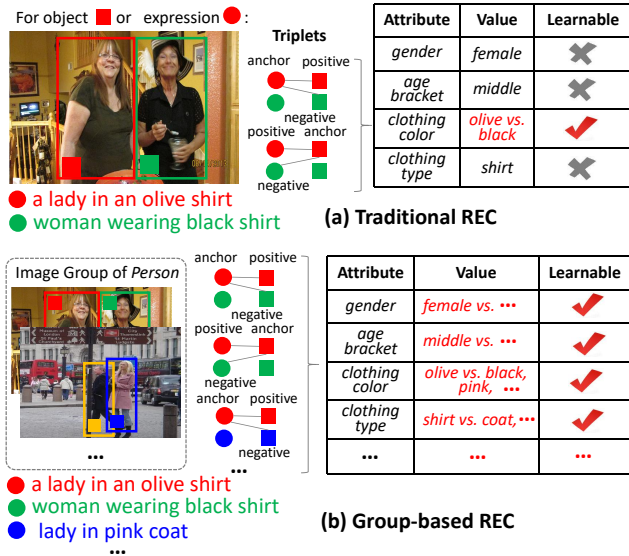 For object or expression :
Triplets
anchor positive
negative
positive anchor
negative
Attribute Value Learnable
gender female
age bracket middle
clothing color olive vs. black
clothing type shirt
a lady in an olive shirt
woman wearing black shirt
(a) Traditional REC
Image Group of Person
...
anchor positive
negative
positive anchor
negative
anchor positive
negative
...
Attribute Value Learnable
gender female vs. ...
age bracket middle vs. ...
clothing color olive vs. black, pink, ...
clothing type shirt vs. coat, ...
... ... ...
a lady in an olive shirt
woman wearing black shirt
lady in pink coat
...
(b) Group-based REC